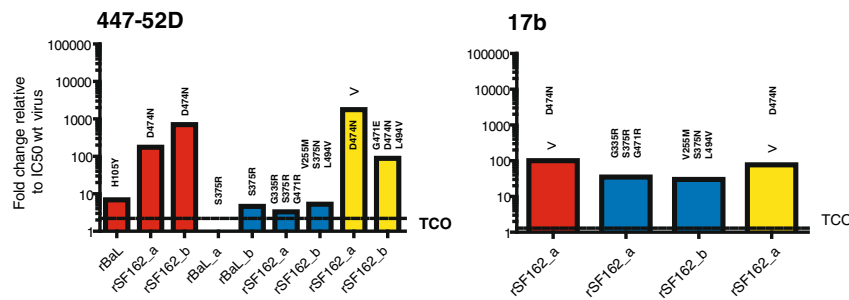 447-52D
Fold change relative
to IC50 wt virus
100000
10000
1000
100
10
1
H105Y
D474N
D474N
S375R
S375R
G335R
S375R
G471R
V255M
S375N
L494V
>
D474N
G471E
D474N
L494V
TCO
rBaL
rSF162_a
rSF162_b
rBaL_a
rBaL_b
rSF162_a
rSF162_b
rSF162_a
rSF162_b
17b
100000
10000
1000
100
10
1
D474N
>
G335R
S375R
G471R
V255M
S375N
L494V
D474N
>
TCO
rSF162_a
rSF162_a
rSF162_b
rSF162_a